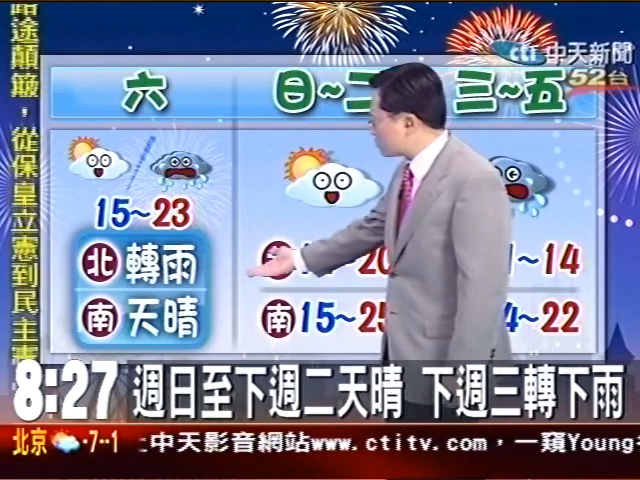 路途顛簸，從保皇立憲到民主
cti 中天新聞
52台
六
日~二
三~五
15~23
北 轉雨
南 天晴
20
14
南 15~25
22
8:27 週日至下週二天晴 下週三轉下雨
北京 -7--1 中天影音網站www.ctitv.com，一窺Young